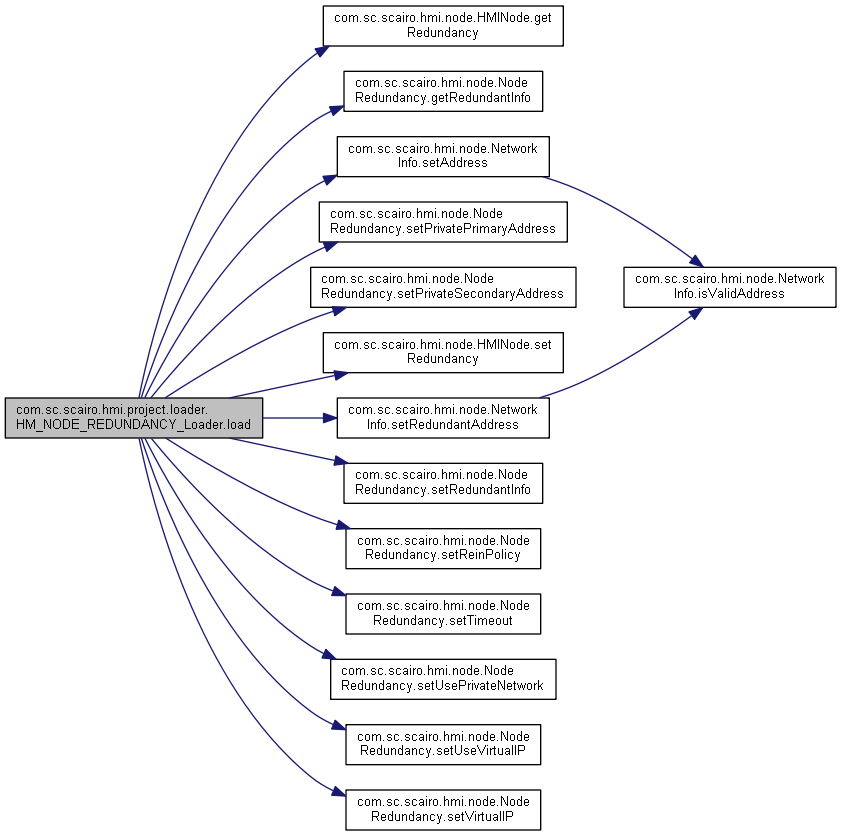 com.sc.scairo.hmi.node.HMINode.get
Redundancy
com.sc.scairo.hmi.node.Node
Redundancy.getRedundantInfo
com.sc.scairo.hmi.node.Network
Info.setAddress
com.sc.scairo.hmi.node.Node
Redundancy.setPrivatePrimaryAddress
com.sc.scairo.hmi.node.Network
Info.isValidAddress
com.sc.scairo.hmi.node.Node
Redundancy.setPrivateSecondaryAddress
com.sc.scairo.hmi.node.HMINode.set
Redundancy
com.sc.scairo.hmi.project.loader.
HM_NODE_REDUNDANCY_Loader.load
com.sc.scairo.hmi.node.Network
Info.setRedundantAddress
com.sc.scairo.hmi.node.Node
Redundancy.setRedundantInfo
com.sc.scairo.hmi.node.Node
Redundancy.setReinPolicy
com.sc.scairo.hmi.node.Node
Redundancy.setTimeout
com.sc.scairo.hmi.node.Node
Redundancy.setUsePrivateNetwork
com.sc.scairo.hmi.node.Node
Redundancy.setUseVirtualIP
com.sc.scairo.hmi.node.Node
Redundancy.setVirtualIP